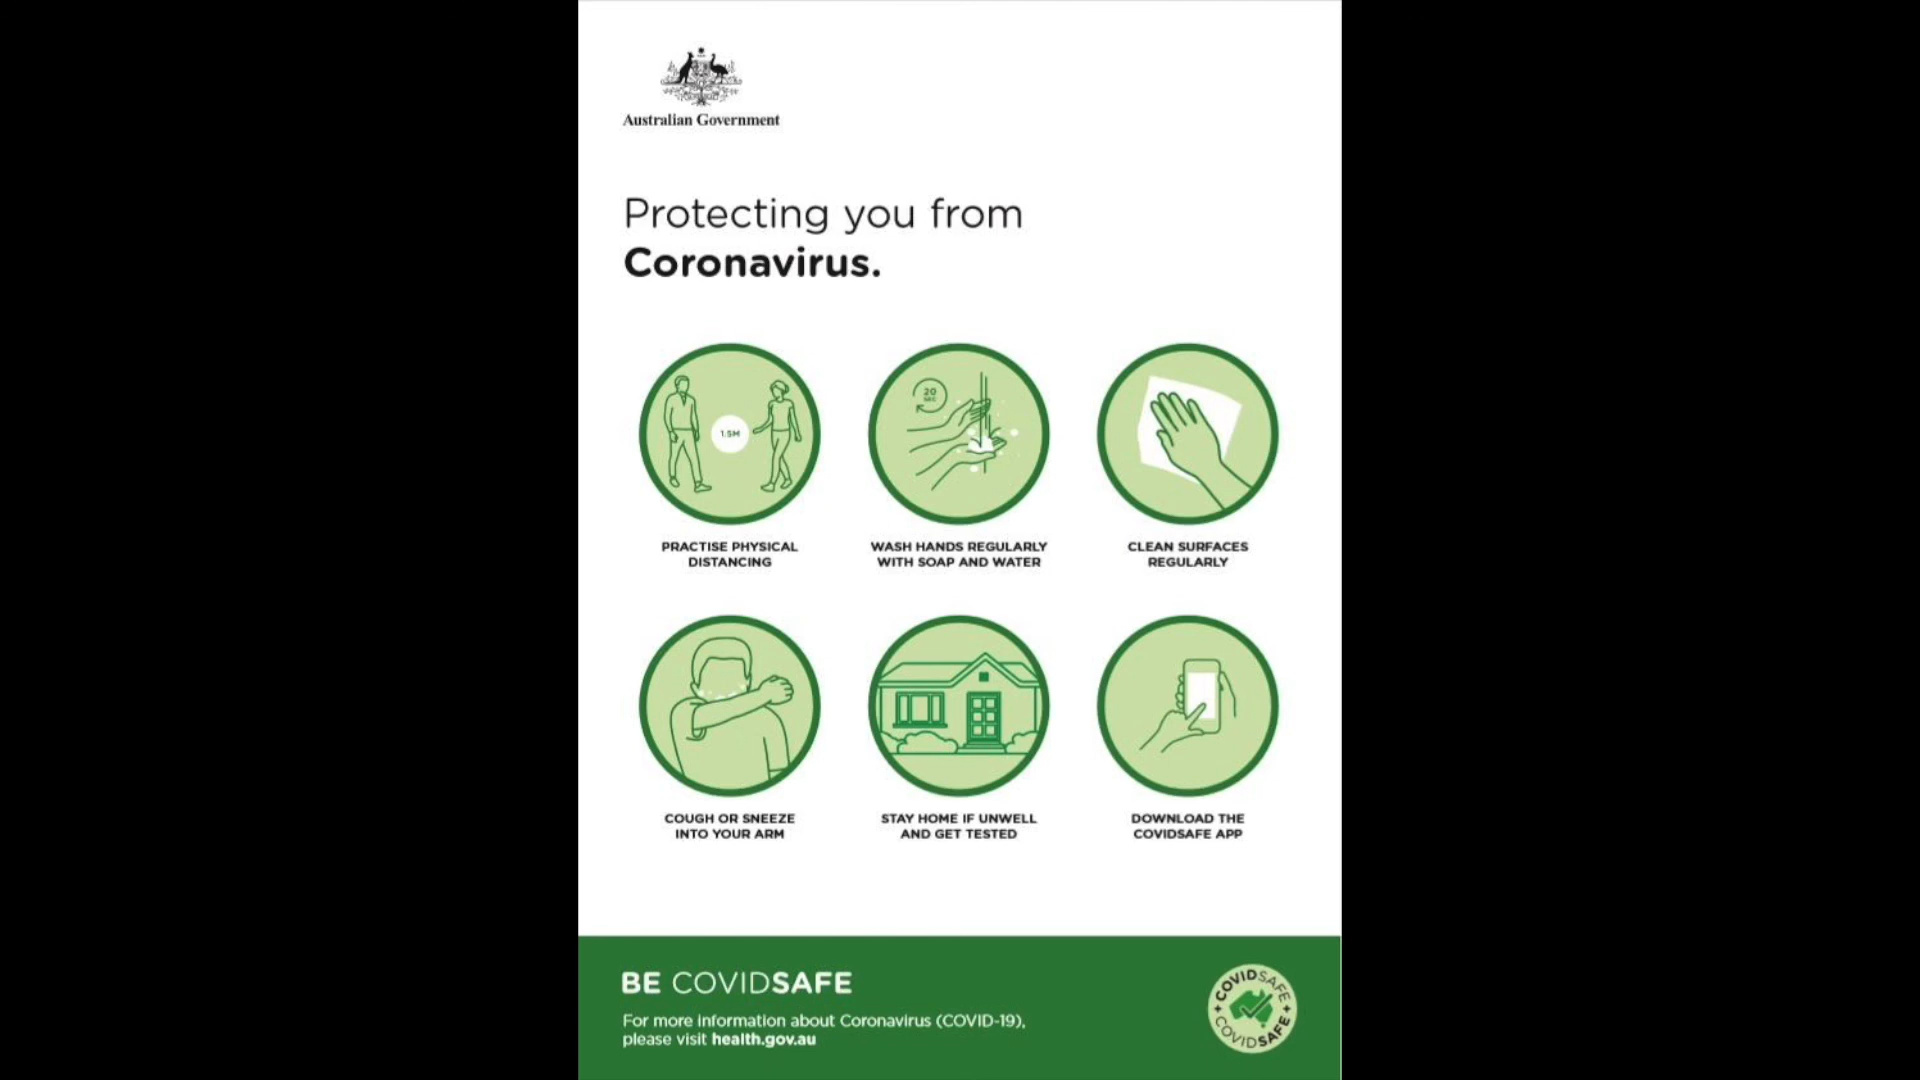 Australian Government
Protecting you from
Coronavirus.
1.5M
20
SEC
PRACTISE PHYSICAL
DISTANCING
WASH HANDS REGULARLY
WITH SOAP AND WATER
CLEAN SURFACES
REGULARLY
COUGH OR SNEEZE
INTO YOUR ARM
STAY HOME IF UNWELL
AND GET TESTED
DOWNLOAD THE
COVIDSAFE APP
BE COVIDSAFE
For more information about Coronavirus (COVID-19),
please visit health.gov.au
COVIDSAFE
COVIDSAFE